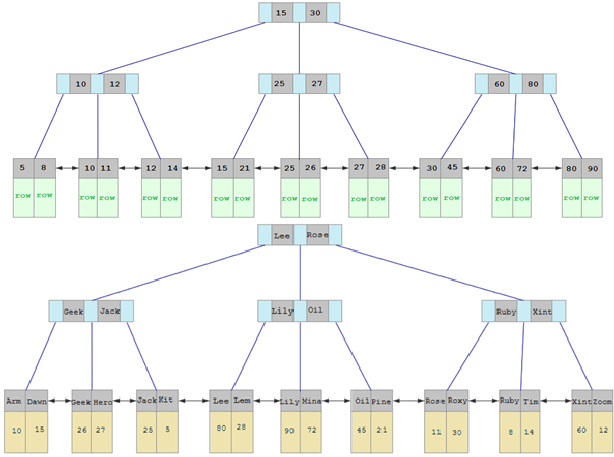 15 30
10 12 25 27 60 80
5 8 10 11 12 14 15 21 25 26 27 28 30 45 60 72 80 90
row row row row row row row row row row row row row row row row row row
Lee Rose
Geek Jack Lily Oil Ruby Xint
Arm Dawn Geek Hero Jack Kit Lee Lem Lily Mina Oil Pine Rose Roxy Ruby Tim Xint Zoom
10 15 26 27 25 5 80 28 90 72 45 21 11 30 8 14 60 12